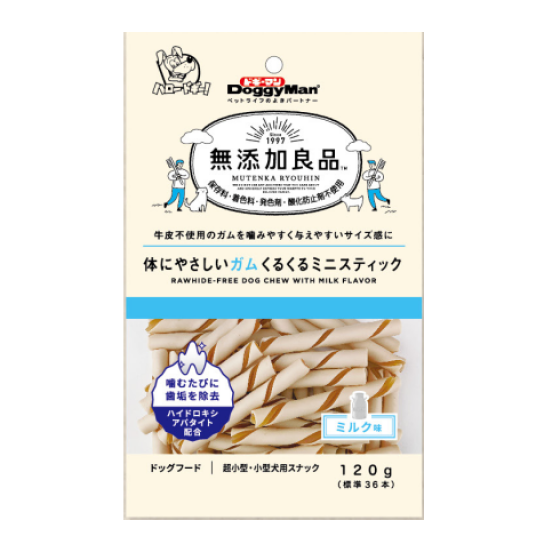 ハロードギー!
ドギーマン
DoggyMan®
ペットライフのよきパートナー
Since
1997
無添加良品™
MUTENKA RYOUHIN
保存料・着色料・発色剤・酸化防止剤不使用
牛皮不使用のガムを噛みやすく与えやすいサイズ感に
体にやさしいガムくるくるミニスティック
RAWHIDE-FREE DOG CHEW WITH MILK FLAVOR
噛むたびに
歯垢を除去
ハイドロキシ
アパタイト
配合
ミルク味
ドッグフード
超小型・小型犬用スナック
120g
(標準36本)